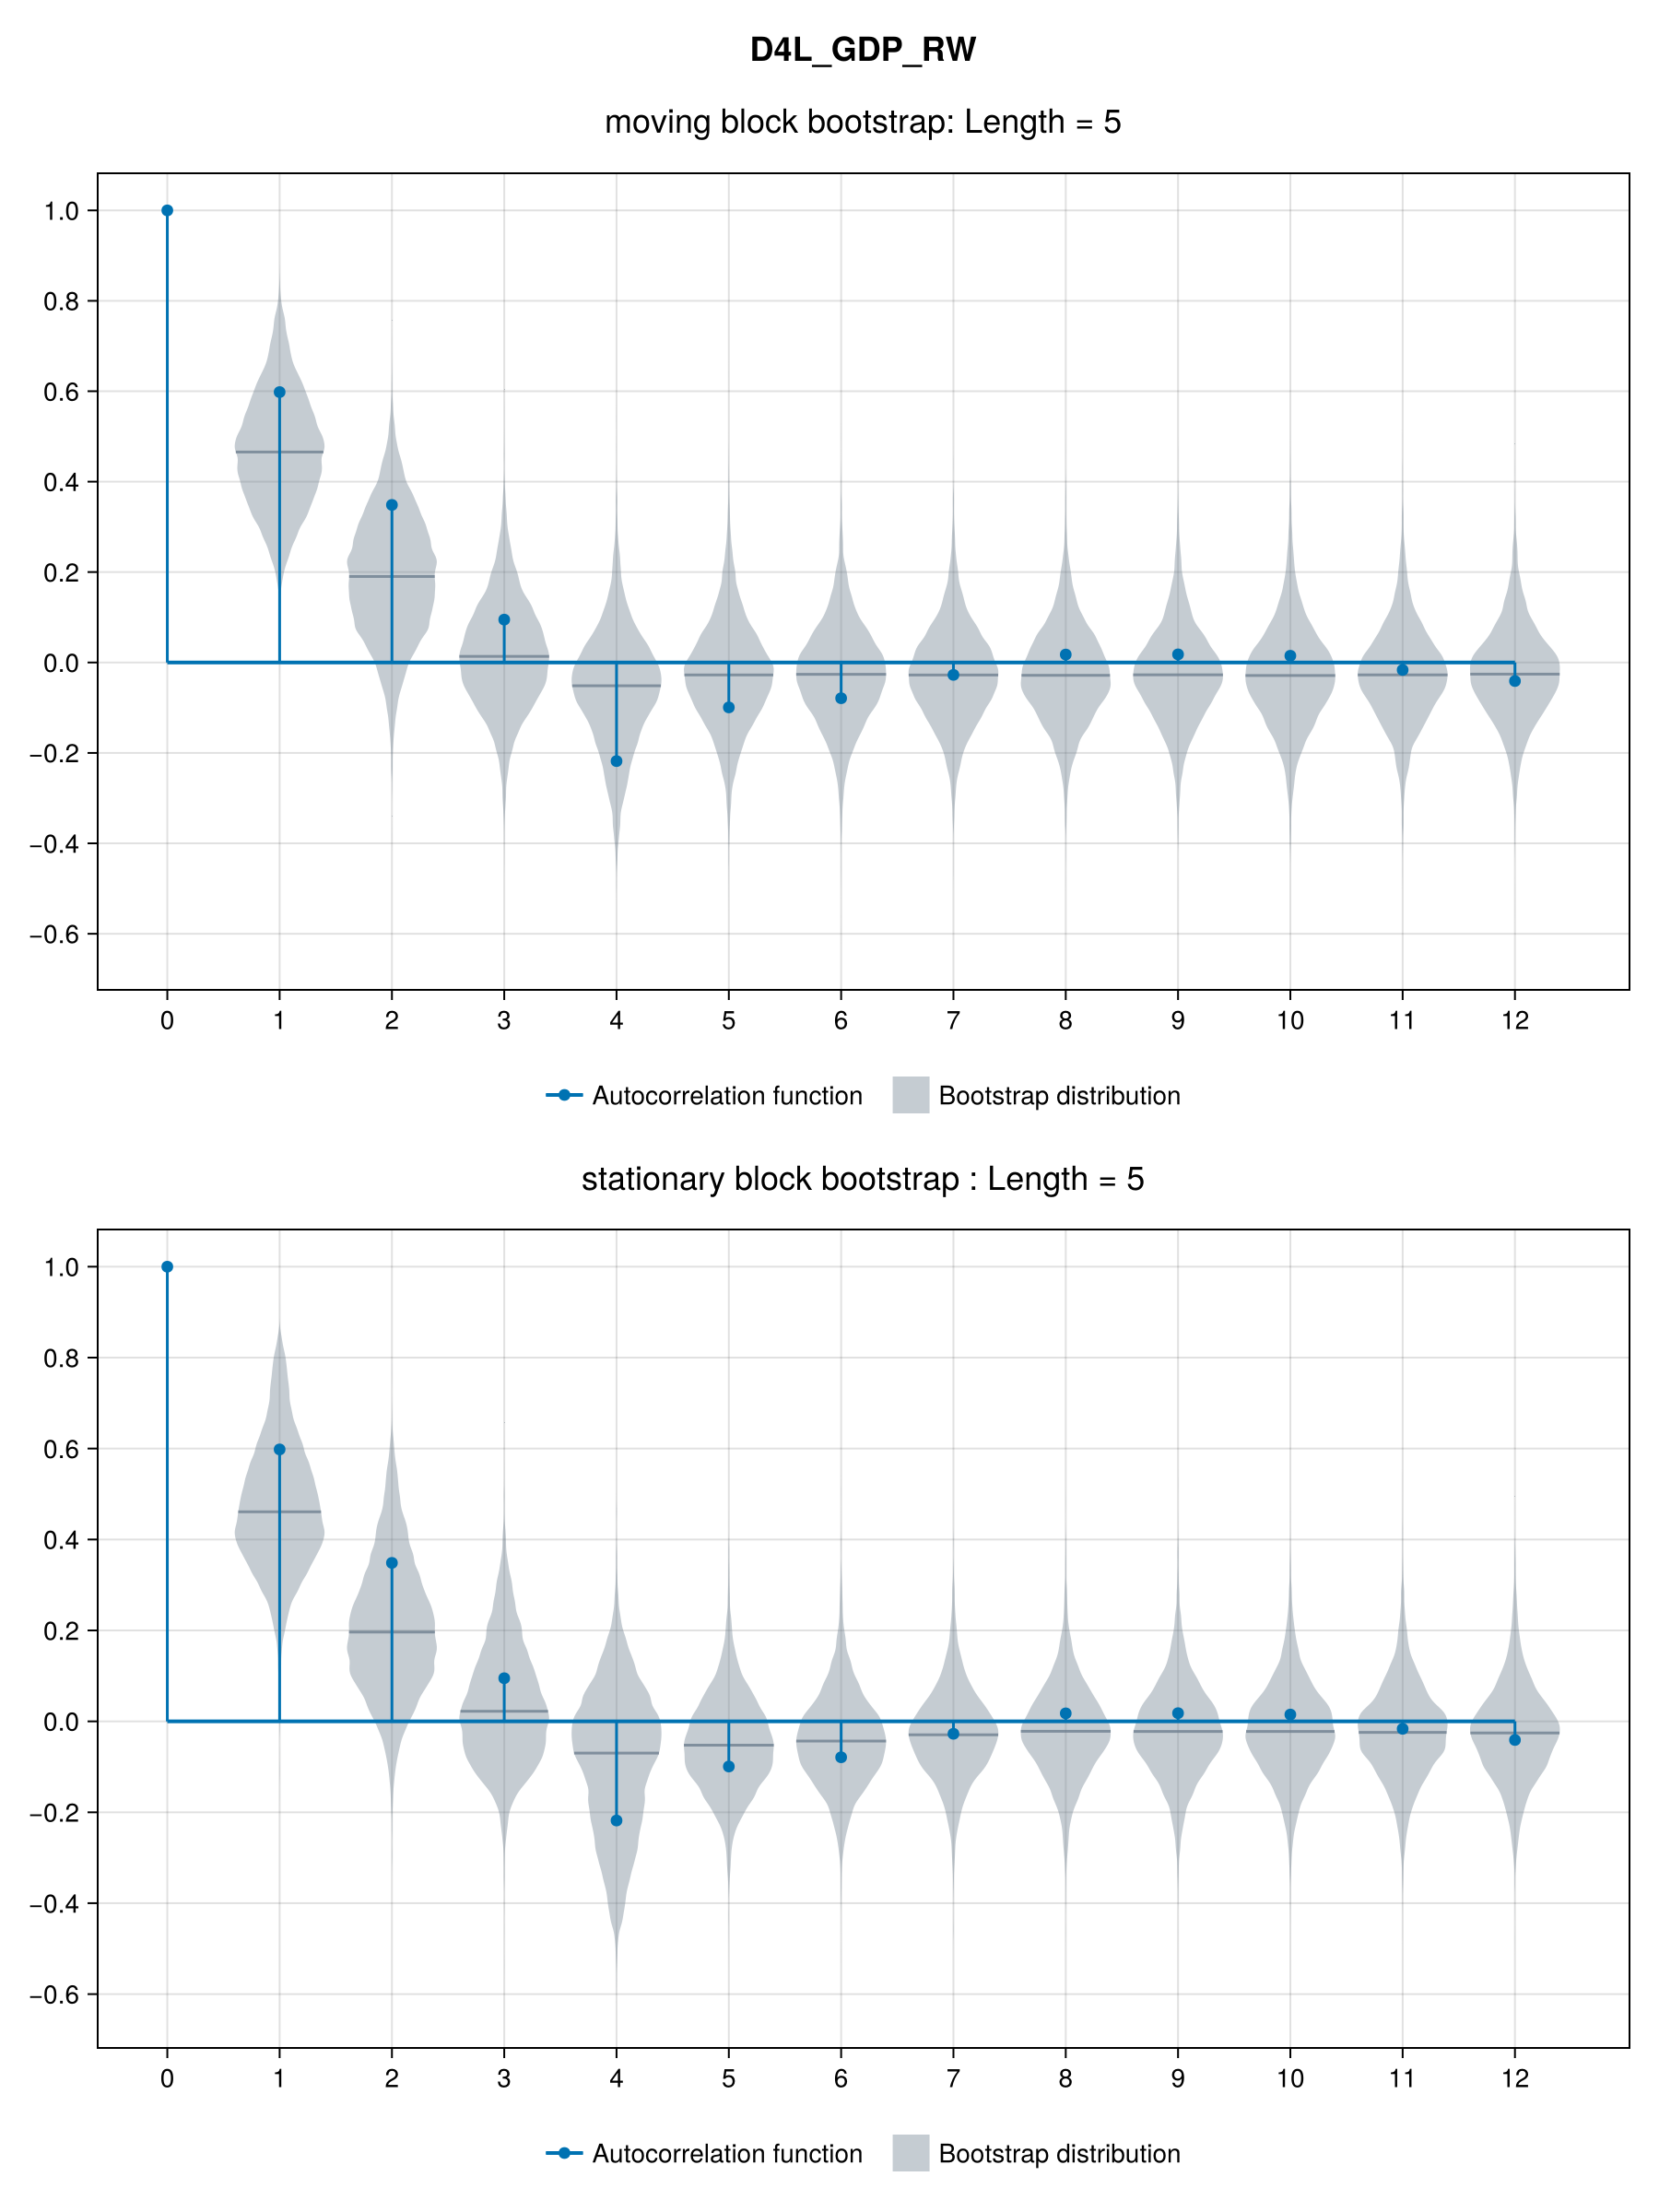 D4L_GDP_RW
moving block bootstrap: Length = 5
1.0
0.8
0.6
0.4
0.2
0.0
−0.2
−0.4
−0.6
0 1 2 3 4 5 6 7 8 9 10 11 12
Autocorrelation function Bootstrap distribution
stationary block bootstrap : Length = 5
1.0
0.8
0.6
0.4
0.2
0.0
−0.2
−0.4
−0.6
0 1 2 3 4 5 6 7 8 9 10 11 12
Autocorrelation function Bootstrap distribution